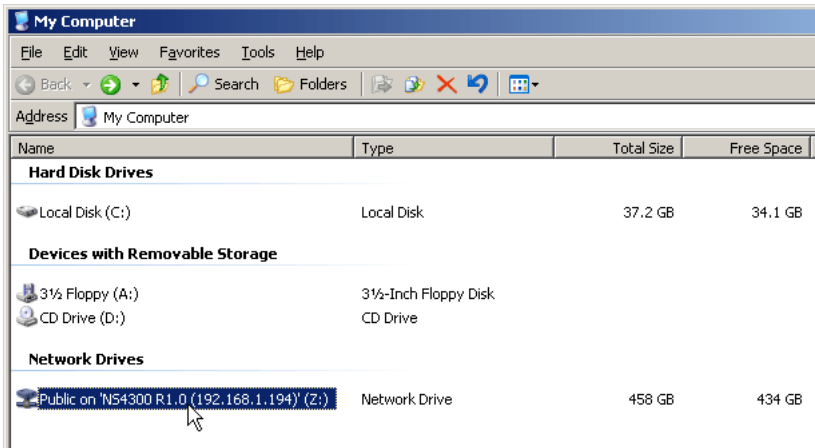 My Computer
File Edit View Favorites Tools Help
Back Search Folders
Address My Computer
Name Type Total Size Free Space
Hard Disk Drives
Local Disk (C:) Local Disk 37.2 GB 34.1 GB
Devices with Removable Storage
3½ Floppy (A:) 3½-Inch Floppy Disk
CD Drive (D:) CD Drive
Network Drives
Public on 'NS4300 R1.0 (192.168.1.194)' (Z:) Network Drive 458 GB 434 GB